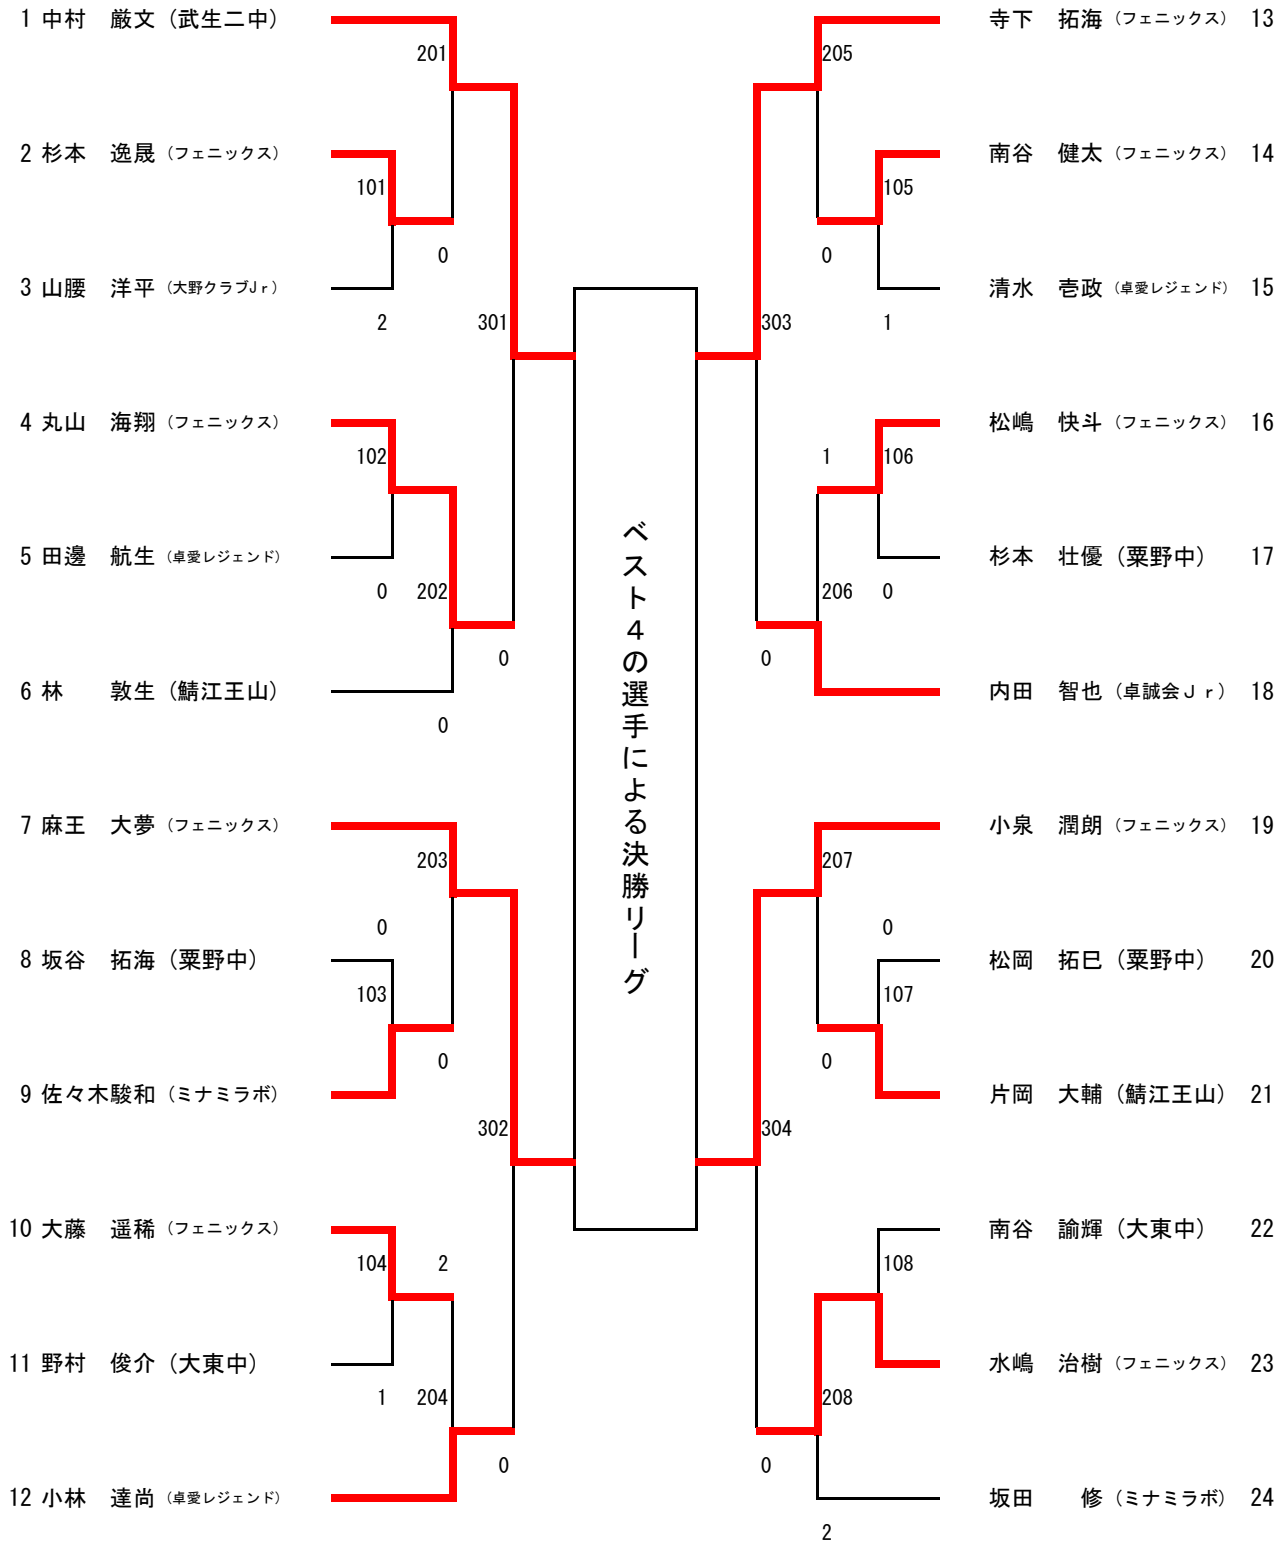 1 中村　厳文（武生二中）
201
2 杉本　逸晟（フェニックス）
101
0
3 山腰　洋平（大野クラブJｒ）
2
301
4 丸山　海翔（フェニックス）
102
5 田邊　航生（卓愛レジェンド）
0
202
0
6 林　　敦生（鯖江王山）
0
7 麻王　大夢（フェニックス）
203
0
8 坂谷　拓海（粟野中）
103
0
9 佐々木駿和（ミナミラボ）
302
10 大藤　遥稀（フェニックス）
104
2
11 野村　俊介（大東中）
1
204
0
12 小林　達尚（卓愛レジェンド）
ベスト４の選手による決勝リーグ
寺下　拓海（フェニックス） 13
205
南谷　健太（フェニックス） 14
105
0
清水　壱政（卓愛レジェンド） 15
303
1
松嶋　快斗（フェニックス） 16
1
106
杉本　壮優（粟野中） 17
206
0
0
内田　智也（卓誠会Ｊｒ） 18
小泉　潤朗（フェニックス） 19
207
0
松岡　拓巳（粟野中） 20
107
0
片岡　大輔（鯖江王山） 21
304
南谷　諭輝（大東中） 22
108
水嶋　治樹（フェニックス） 23
208
0
坂田　　修（ミナミラボ） 24
2